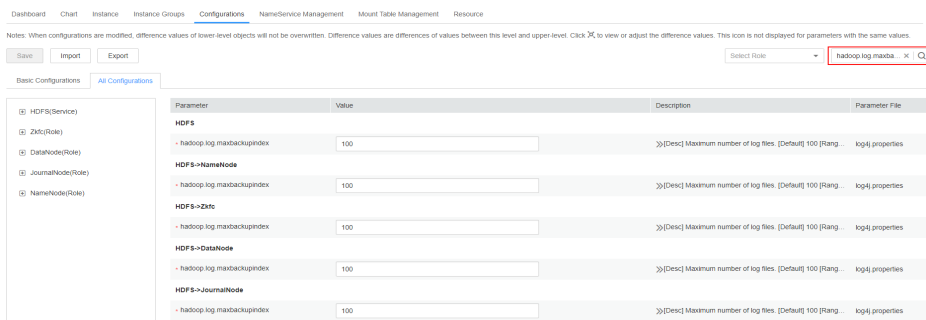 Dashboard Chart Instance Instance Groups Configurations NameService Management Mount Table Management Resource
Notes: When configurations are modified, difference values of lower-level objects will not be overwritten. Difference values are differences of values between this level and upper-level. Click to view or adjust the difference values. This icon is not displayed for parameters with the same values.
Save Import Export Select Role hadoop.log.maxba...
Basic Configurations All Configurations
HDFS(Service)
Zkfc(Role)
DataNode(Role)
JournalNode(Role)
NameNode(Role)
Parameter Value Description Parameter File
HDFS
* hadoop.log.maxbackupindex 100 [Desc] Maximum number of log files. [Default] 100 [Rang... log4j.properties
HDFS->NameNode
* hadoop.log.maxbackupindex 100 [Desc] Maximum number of log files. [Default] 100 [Rang... log4j.properties
HDFS->Zkfc
* hadoop.log.maxbackupindex 100 [Desc] Maximum number of log files. [Default] 100 [Rang... log4j.properties
HDFS->DataNode
* hadoop.log.maxbackupindex 100 [Desc] Maximum number of log files. [Default] 100 [Rang... log4j.properties
HDFS->JournalNode
* hadoop.log.maxbackupindex 100 [Desc] Maximum number of log files. [Default] 100 [Rang... log4j.properties